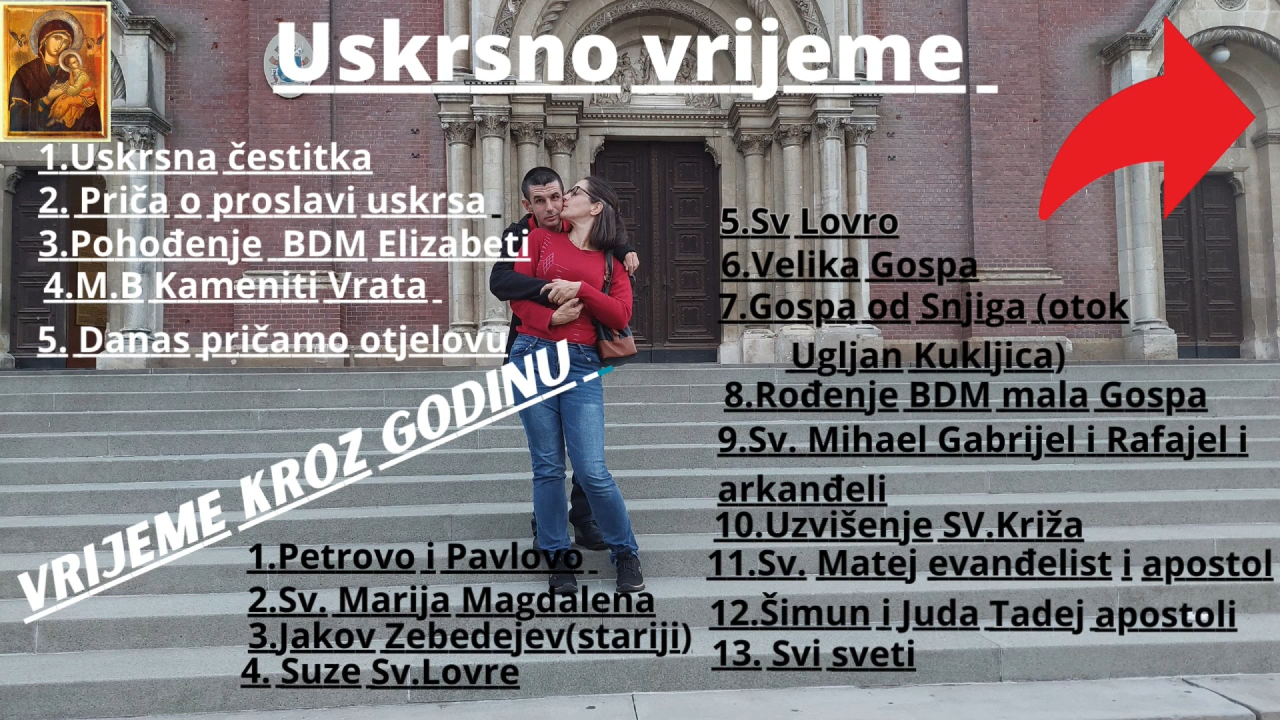 Uskrsno vrijeme
1.Uskrsna čestitka
2. Priča o proslavi uskrsa
3.Pohođenje BDM Elizabeti
4.M.B Kameniti Vrata
5. Danas pričamo otjelovu
VRIJEME KROZ GODINU
1.Petrovo i Pavlovo
2.Sv. Marija Magdalena
3.Jakov Zebedejev(stariji)
4. Suze Sv.Lovre
5.Sv Lovro
6.Velika Gospa
7.Gospa od Snjiga (otok
Ugljan Kukljica)
8.Rođenje BDM mala Gospa
9.Sv. Mihael Gabrijel i Rafajel i
arkanđeli
10.Uzvišenje SV.Križa
11.Sv. Matej evanđelist i apostol
12.Šimun i Juda Tadej apostoli
13. Svi sveti